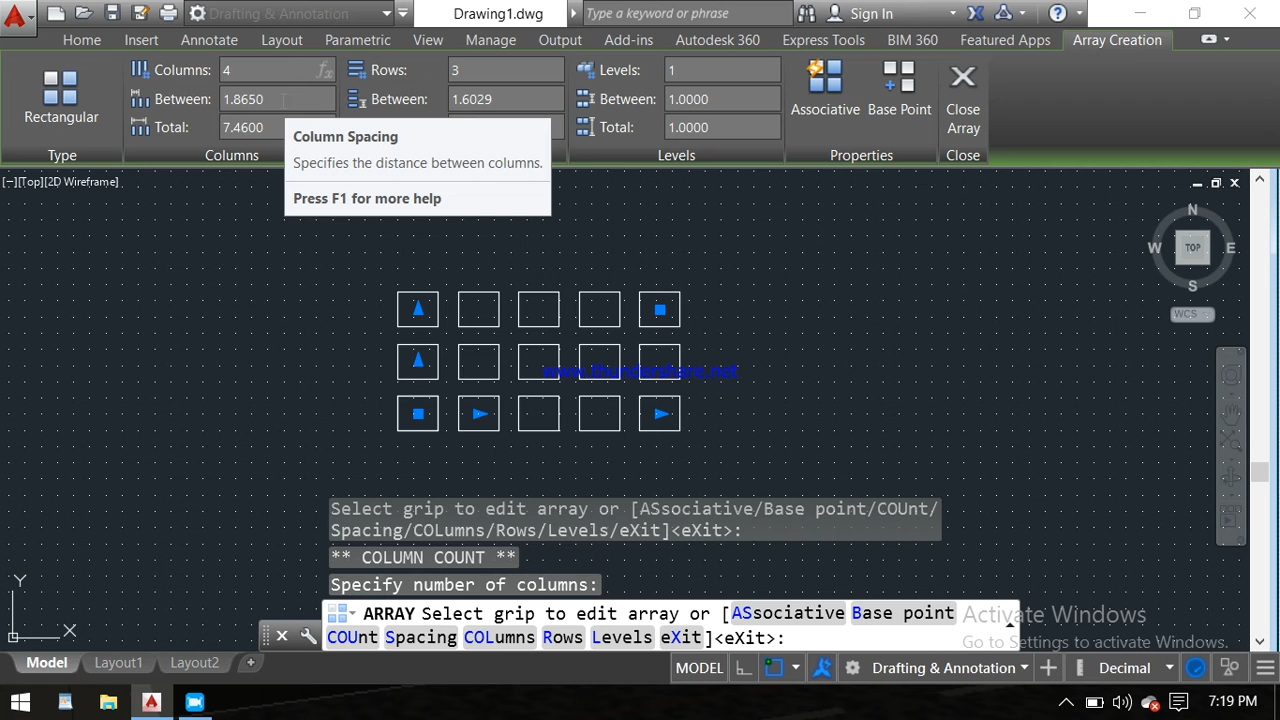 Drafting & Annotation
Drawing1.dwg
Type a keyword or phrase
Sign In
Home Insert Annotate Layout Parametric View Manage Output Add-ins Autodesk 360 Express Tools BIM 360 Featured Apps Array Creation
Rectangular
Type
Columns: 4
Between: 1.8650
Total: 7.4600
Columns
Rows: 3
Between: 1.6029
Levels: 1
Between: 1.0000
Total: 1.0000
Levels
Associative
Base Point
Properties
Close
Array
Close
Column Spacing
Specifies the distance between columns.
Press F1 for more help
[−][Top][2D Wireframe]
N
W TOP E
S
WCS
www.thundershare.net
Select grip to edit array or [ASsociative/Base point/COUnt/
Spacing/COLumns/Rows/Levels/eXit]<eXit>:
** COLUMN COUNT **
Specify number of columns:
ARRAY Select grip to edit array or [ASsociative Base point
COUnt Spacing COLumns Rows Levels eXit]<eXit>:
Activate Windows
Go to Settings to activate Windows.
Y
X
Model Layout1 Layout2
MODEL
Drafting & Annotation
Decimal
7:19 PM